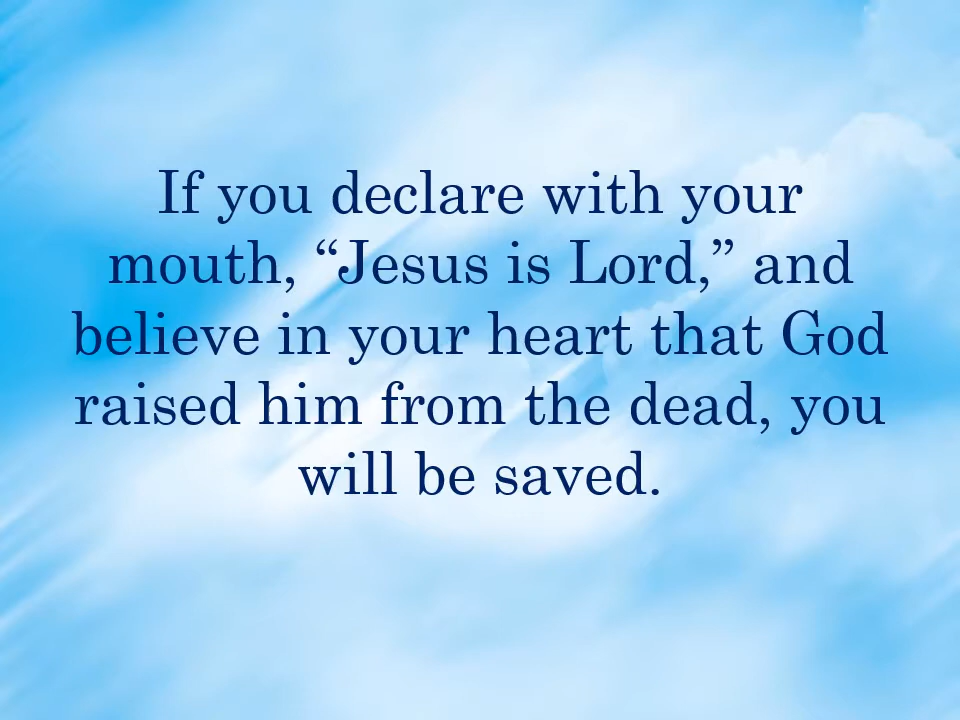 If you declare with your
mouth, “Jesus is Lord,” and
believe in your heart that God
raised him from the dead, you
will be saved.